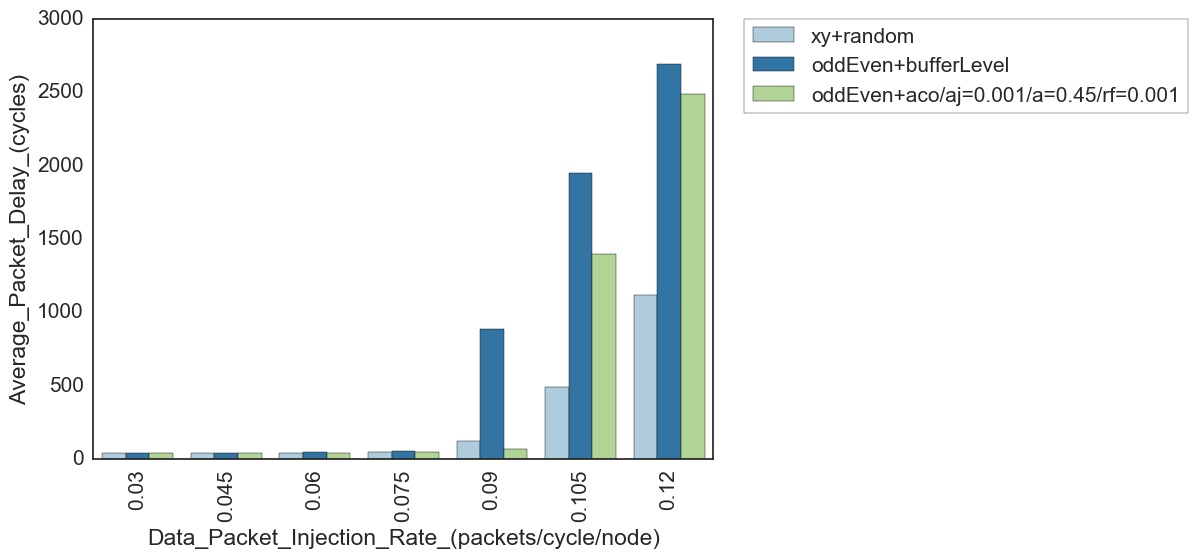 3000
2500
2000
1500
1000
500
0
Average_Packet_Delay_(cycles)
0.03
0.045
0.06
0.075
0.09
0.105
0.12
Data_Packet_Injection_Rate_(packets/cycle/node)
xy+random
oddEven+bufferLevel
oddEven+aco/aj=0.001/a=0.45/rf=0.001